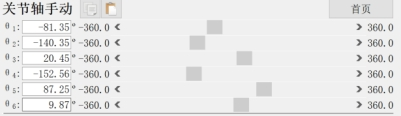 关节轴手动 首页
θ1: -81.35° -360.0 < > 360.0
θ2: -140.35° -360.0 < > 360.0
θ3: 20.45° -360.0 < > 360.0
θ4: -152.56° -360.0 < > 360.0
θ5: 87.25° -360.0 < > 360.0
θ6: 9.87° -360.0 < > 360.0